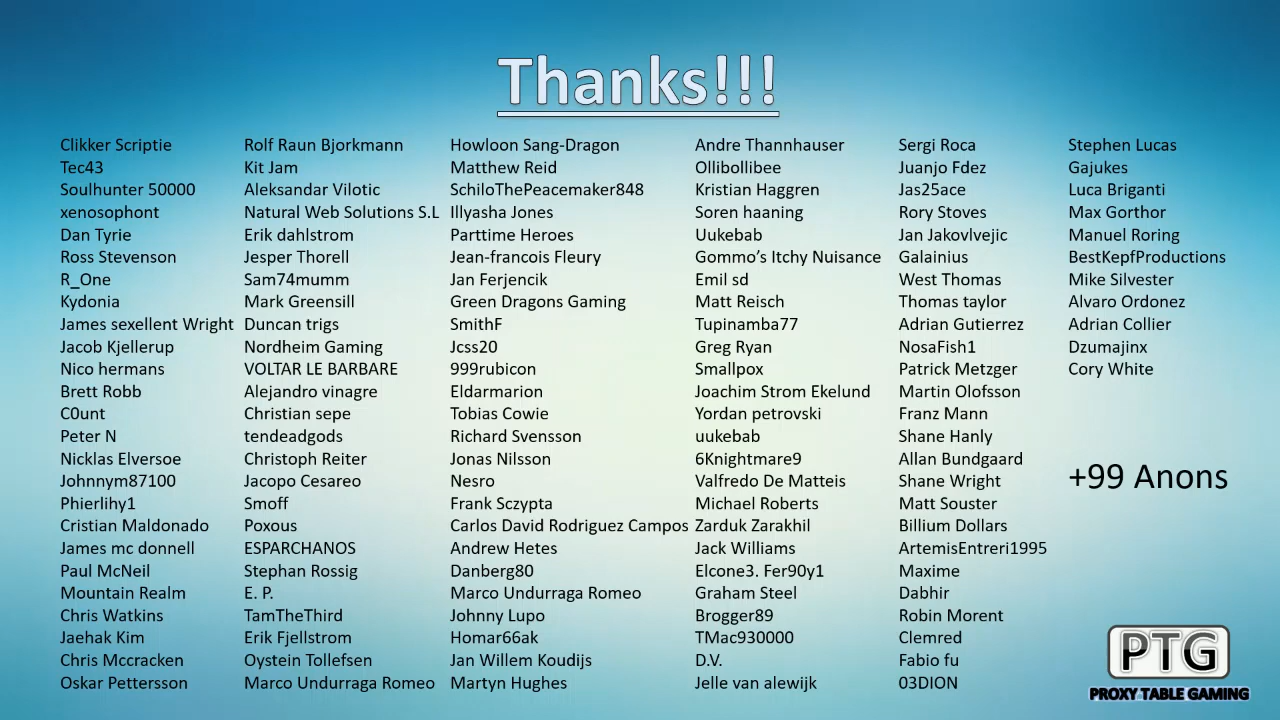 Thanks!!!
Clikker Scriptie
Tec43
Soulhunter 50000
xenosophont
Dan Tyrie
Ross Stevenson
R_One
Kydonia
James sexellent Wright
Jacob Kjellerup
Nico hermans
Brett Robb
C0unt
Peter N
Nicklas Elversoe
Johnnym87100
Phierlihy1
Cristian Maldonado
James mc donnell
Paul McNeil
Mountain Realm
Chris Watkins
Jaehak Kim
Chris Mccracken
Oskar Pettersson
Rolf Raun Bjorkmann
Kit Jam
Aleksandar Vilotic
Natural Web Solutions S.L
Erik dahlstrom
Jesper Thorell
Sam74mumm
Mark Greensill
Duncan trigs
Nordheim Gaming
VOLTAR LE BARBARE
Alejandro vinagre
Christian sepe
tendeadgods
Christoph Reiter
Jacopo Cesareo
Smoff
Poxous
ESPARCHANOS
Stephan Rossig
E. P.
TamTheThird
Erik Fjellstrom
Oystein Tollefsen
Marco Undurraga Romeo
Howloon Sang-Dragon
Matthew Reid
SchiloThePeacemaker848
Illyasha Jones
Parttime Heroes
Jean-francois Fleury
Jan Ferjencik
Green Dragons Gaming
SmithF
Jcss20
999rubicon
Eldarmarion
Tobias Cowie
Richard Svensson
Jonas Nilsson
Nesro
Frank Sczypta
Carlos David Rodriguez Campos
Andrew Hetes
Danberg80
Marco Undurraga Romeo
Johnny Lupo
Homar66ak
Jan Willem Koudijs
Martyn Hughes
Andre Thannhauser
Ollibollibee
Kristian Haggren
Soren haaning
Uukebab
Gommo’s Itchy Nuisance
Emil sd
Matt Reisch
Tupinamba77
Greg Ryan
Smallpox
Joachim Strom Ekelund
Yordan petrovski
uukebab
6Knightmare9
Valfredo De Matteis
Michael Roberts
Zarduk Zarakhil
Jack Williams
Elcone3. Fer90y1
Graham Steel
Brogger89
TMac930000
D.V.
Jelle van alewijk
Sergi Roca
Juanjo Fdez
Jas25ace
Rory Stoves
Jan Jakovlvejic
Galainius
West Thomas
Thomas taylor
Adrian Gutierrez
NosaFish1
Patrick Metzger
Martin Olofsson
Franz Mann
Shane Hanly
Allan Bundgaard
Shane Wright
Matt Souster
Billium Dollars
ArtemisEntreri1995
Maxime
Dabhir
Robin Morent
Clemred
Fabio fu
03DION
Stephen Lucas
Gajukes
Luca Briganti
Max Gorthor
Manuel Roring
BestKepfProductions
Mike Silvester
Alvaro Ordonez
Adrian Collier
Dzumajinx
Cory White
+99 Anons
PTG
PROXY TABLE GAMING